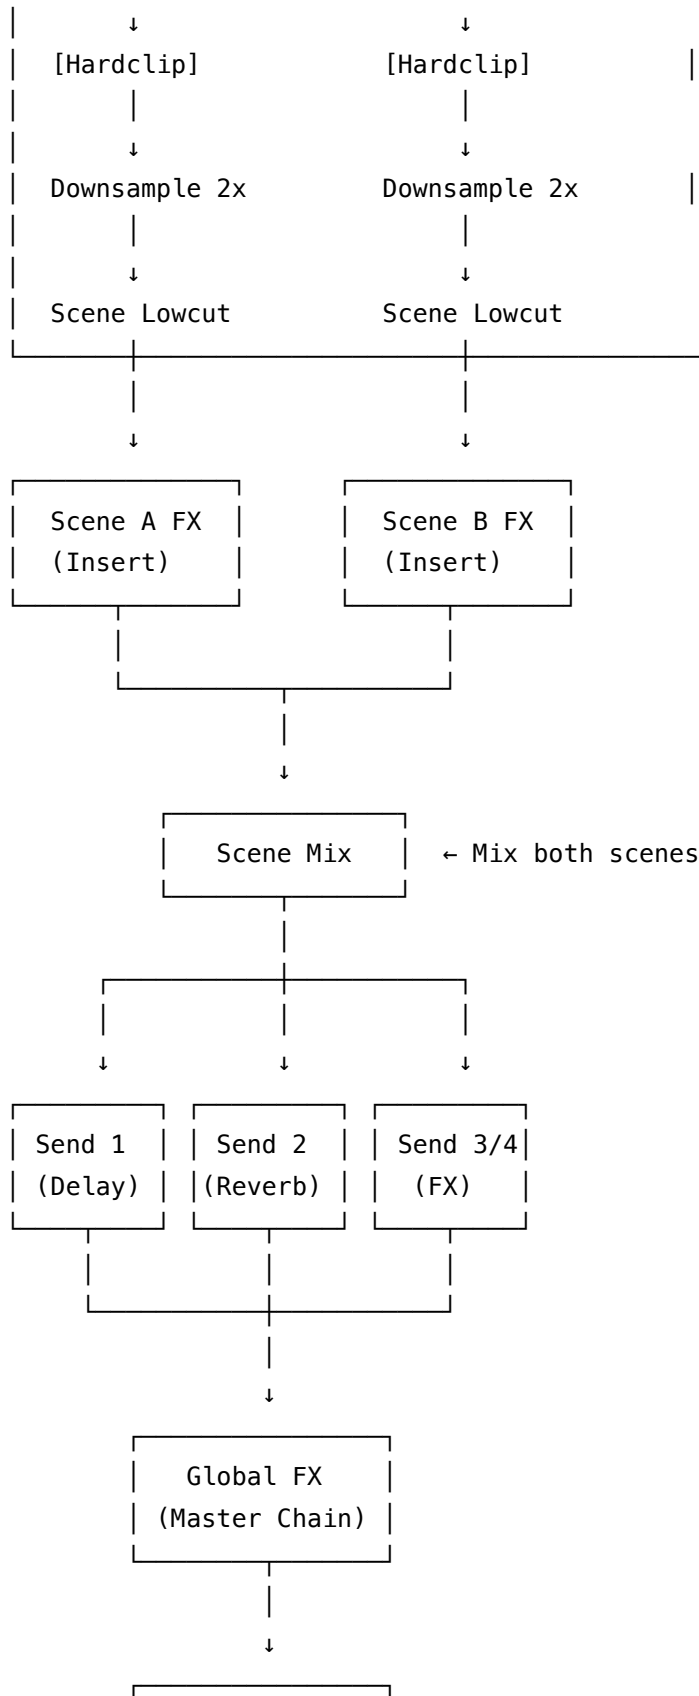 [Hardclip] [Hardclip]
Downsample 2x Downsample 2x
Scene Lowcut Scene Lowcut
Scene A FX Scene B FX
(Insert) (Insert)
Scene Mix ← Mix both scenes
Send 1 Send 2 Send 3/4
(Delay) (Reverb) (FX)
Global FX
(Master Chain)